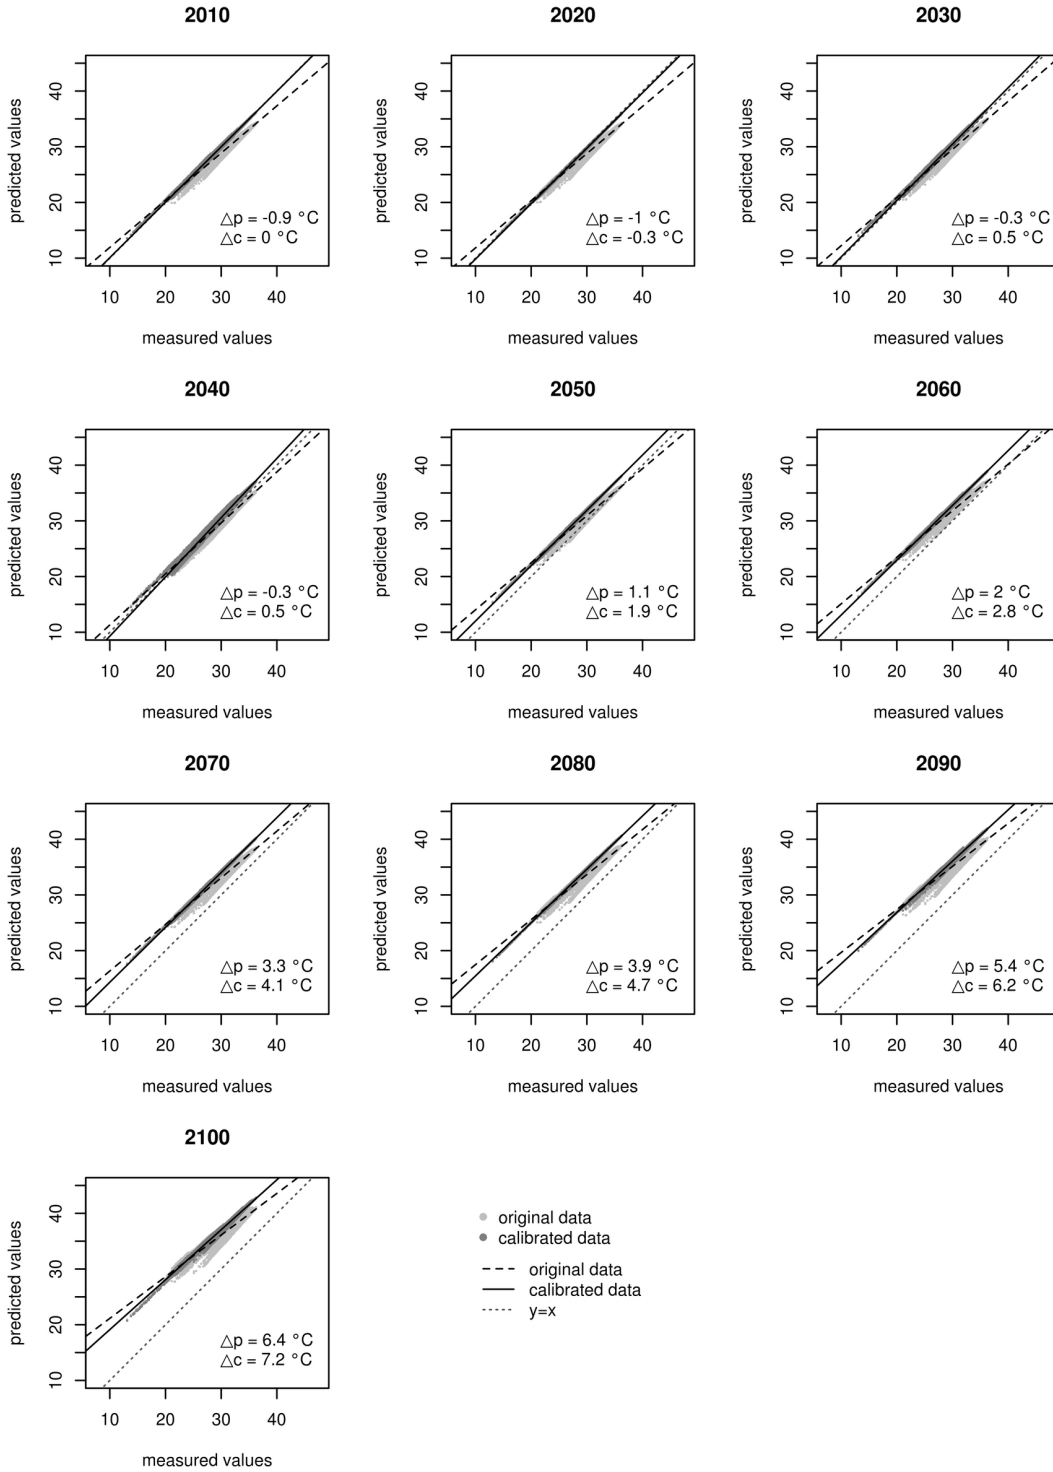 2010
predicted values
40
30
20
10
△p = -0.9 °C
△c = 0 °C
10 20 30 40
measured values
2020
predicted values
40
30
20
10
△p = -1 °C
△c = -0.3 °C
10 20 30 40
measured values
2030
predicted values
40
30
20
10
△p = -0.3 °C
△c = 0.5 °C
10 20 30 40
measured values
2040
predicted values
40
30
20
10
△p = -0.3 °C
△c = 0.5 °C
10 20 30 40
measured values
2050
predicted values
40
30
20
10
△p = 1.1 °C
△c = 1.9 °C
10 20 30 40
measured values
2060
predicted values
40
30
20
10
△p = 2 °C
△c = 2.8 °C
10 20 30 40
measured values
2070
predicted values
40
30
20
10
△p = 3.3 °C
△c = 4.1 °C
10 20 30 40
measured values
2080
predicted values
40
30
20
10
△p = 3.9 °C
△c = 4.7 °C
10 20 30 40
measured values
2090
predicted values
40
30
20
10
△p = 5.4 °C
△c = 6.2 °C
10 20 30 40
measured values
2100
predicted values
40
30
20
10
△p = 6.4 °C
△c = 7.2 °C
10 20 30 40
measured values
original data
calibrated data
original data
calibrated data
y=x